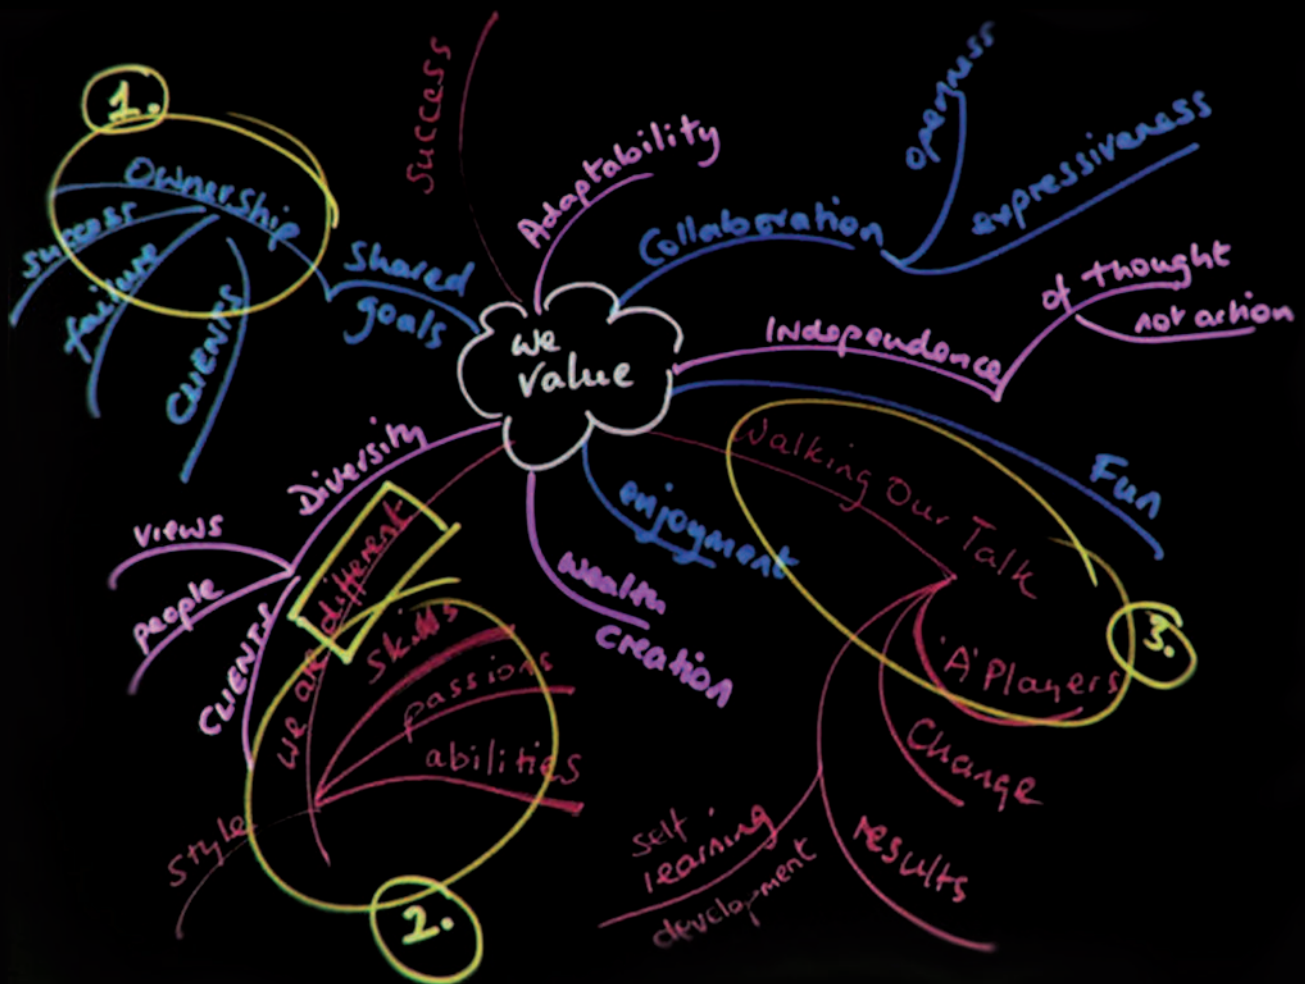 1.
Ownership
success
failure
CLIENTS
Shared
goals
success
Adaptability
Collaboration
openness
expressiveness
Independence
of thought
not action
we
value
Fun
Diversity
views
people
CLIENTS
we are different
skills
passions
abilities
style
2.
enjoyment
Wealth
creation
Walking Our Talk
'A' Players
3.
Change
results
self
learning
development